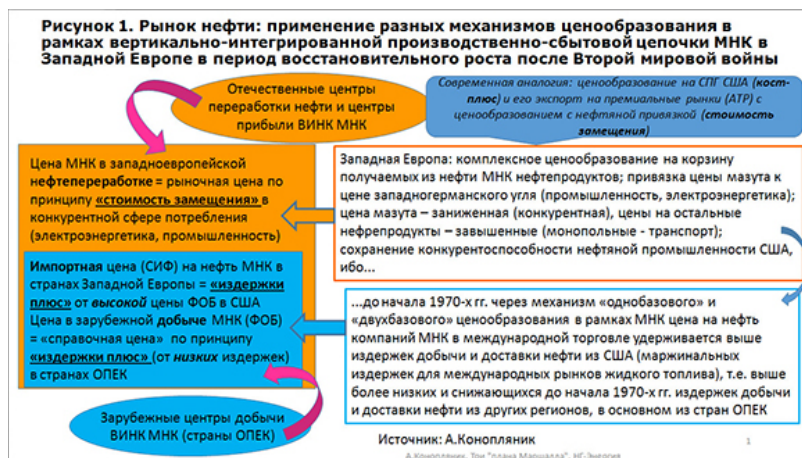 Рисунок 1. Рынок нефти: применение разных механизмов ценообразования в
рамках вертикально-интегрированной производственно-сбытовой цепочки МНК в
Западной Европе в период восстановительного роста после Второй мировой войны
Отечественные центры
переработки нефти и центры
прибыли ВИНК МНК
Современная аналогия: ценообразование на СПГ США (кост-
плюс) и его экспорт на премиальные рынки (АТР) с
ценообразованием с нефтяной привязкой (стоимость
замещения)
Цена МНК в западноевропейской
нефтепереработке = рыночная цена по
принципу «стоимость замещения» в
конкурентной сфере потребления
(электроэнергетика, промышленность)
Западная Европа: комплексное ценообразование на корзину
получаемых из нефти МНК нефтепродуктов; привязка цены мазута к
цене западногерманского угля (промышленность, электроэнергетика);
цена мазута – заниженная (конкурентная), цены на остальные
нефрепродукты – завышенные (монопольные - транспорт);
сохранение конкурентоспособности нефтяной промышленности США,
ибо...
Импортная цена (СИФ) на нефть МНК в
странах Западной Европы = «издержки
плюс» от высокой цены ФОБ в США
Цена в зарубежной добыче МНК (ФОБ)
= «справочная цена» по принципу
«издержки плюс» (от низких издержек)
в странах ОПЕК
...до начала 1970-х гг. через механизм «однобазового» и
«двухбазового» ценообразования в рамках МНК цена на нефть
компаний МНК в международной торговле удерживается выше
издержек добычи и доставки нефти из США (маржинальных
издержек для международных рынков жидкого топлива), т.е. выше
более низких и снижающихся до начала 1970-х гг. издержек добычи
и доставки нефти из других регионов, в основном из стран ОПЕК
Зарубежные центры добычи
ВИНК МНК (страны ОПЕК)
Источник: А.Конопляник
1
А.Конопляник. Три "плана Маршалла". НГ-Энергия